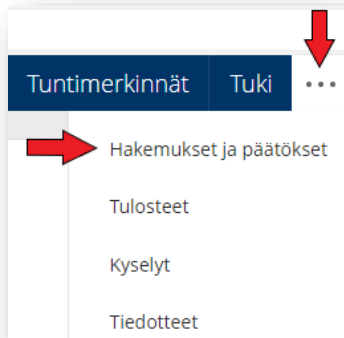 Tuntimerkinnät Tuki ...
Hakemukset ja päätökset
Tulosteet
Kyselyt
Tiedotteet